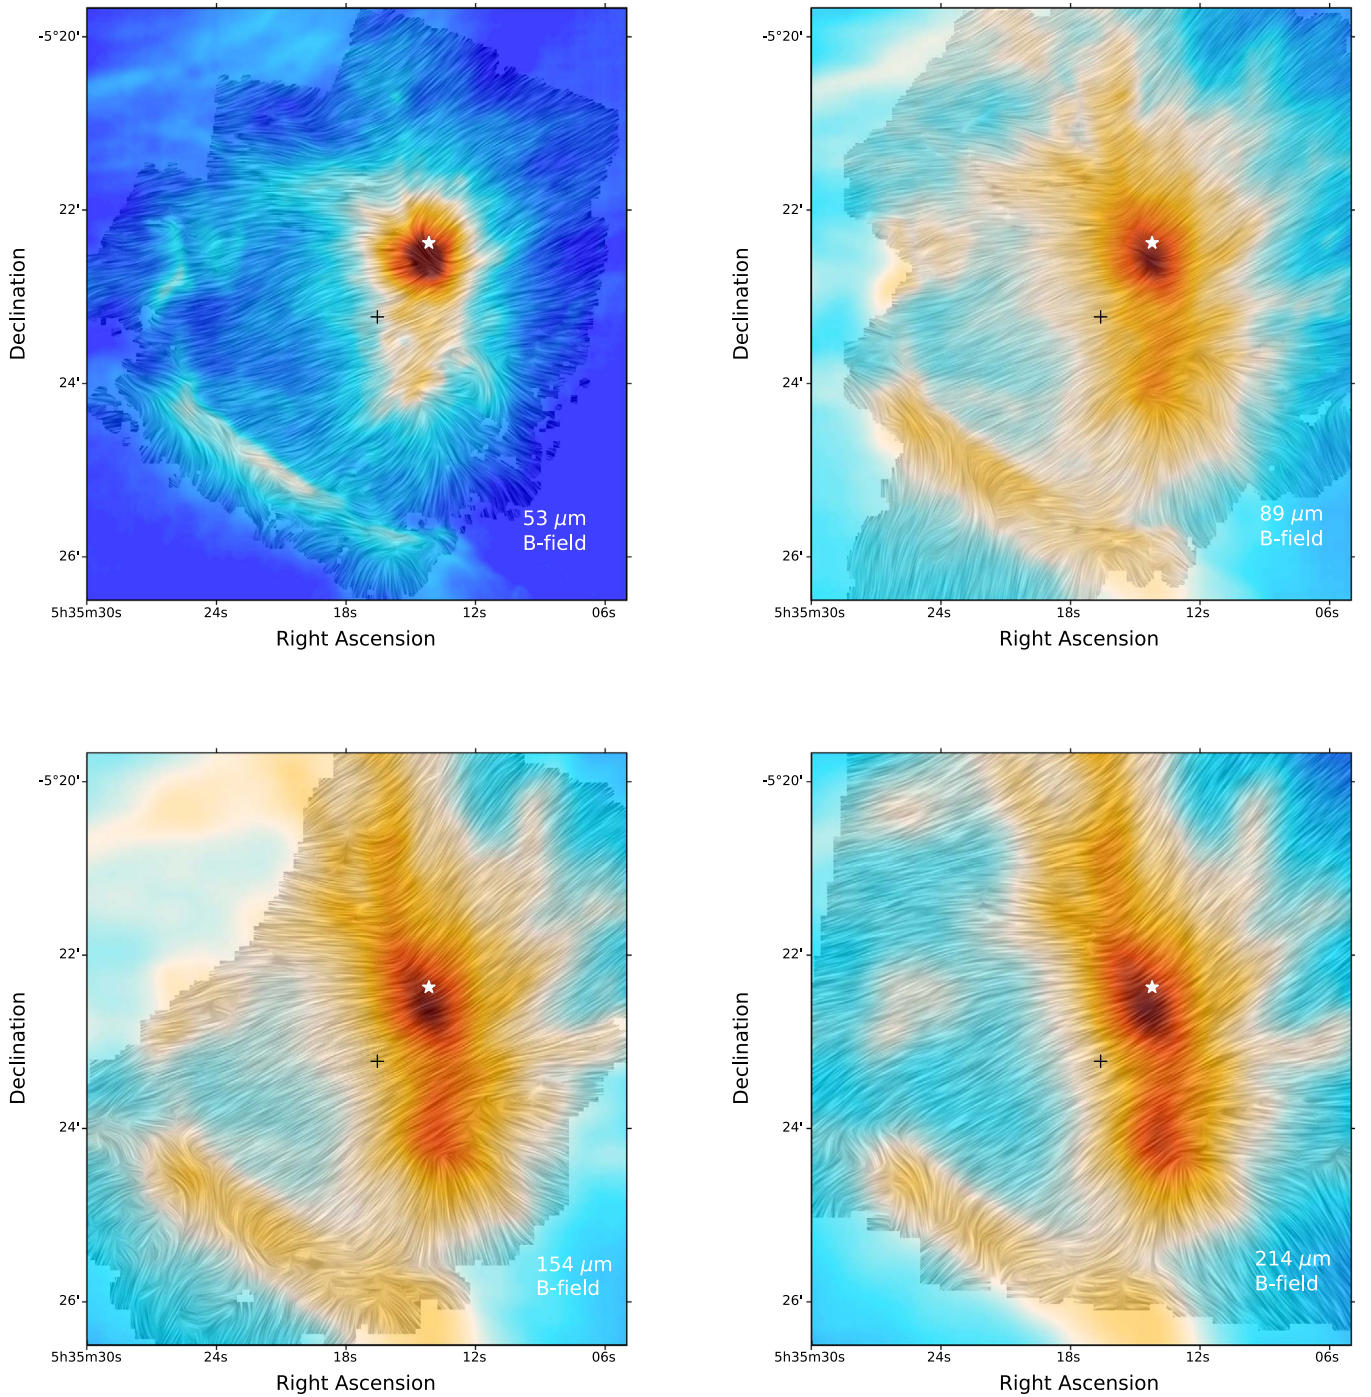 -5°20'
22'
24'
26'
Declination
53 μm
B-field
5h35m30s 24s 18s 12s 06s
Right Ascension
-5°20'
22'
24'
26'
Declination
89 μm
B-field
5h35m30s 24s 18s 12s 06s
Right Ascension
-5°20'
22'
24'
26'
Declination
154 μm
B-field
5h35m30s 24s 18s 12s 06s
Right Ascension
-5°20'
22'
24'
26'
Declination
214 μm
B-field
5h35m30s 24s 18s 12s 06s
Right Ascension